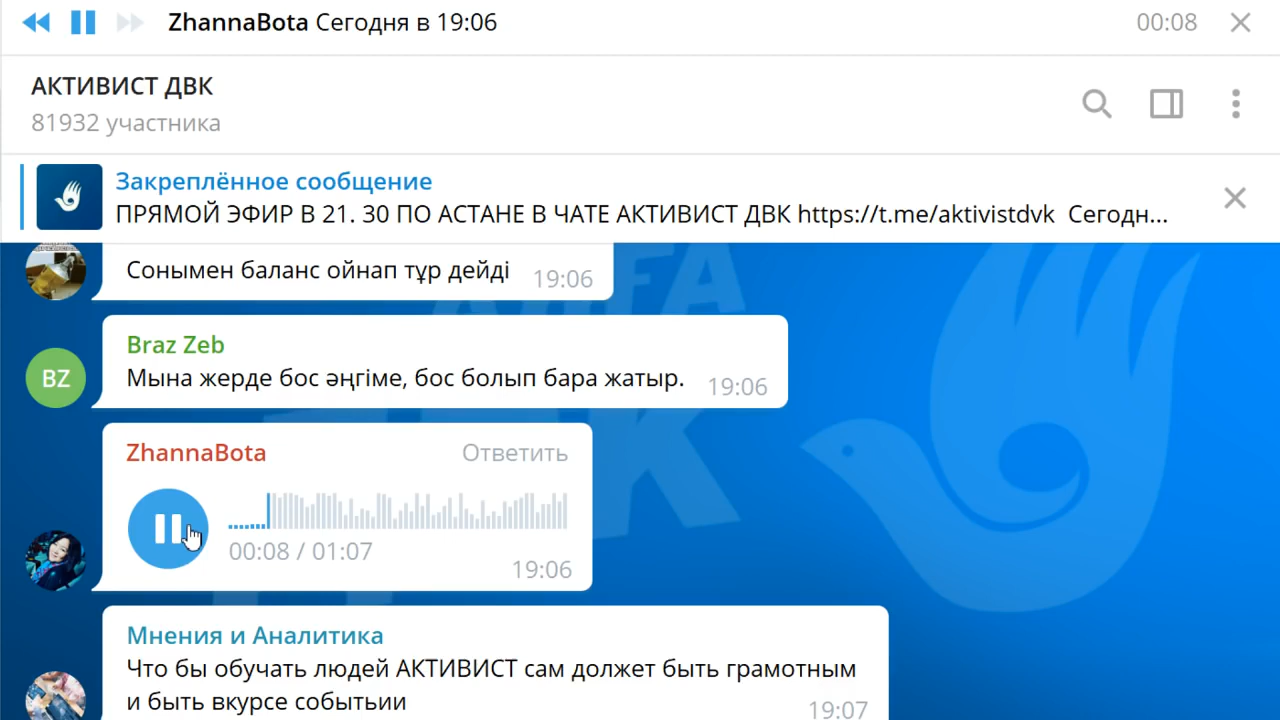 ZhannaBota Сегодня в 19:06
00:08
АКТИВИСТ ДВК
81932 участника
Закреплённое сообщение
ПРЯМОЙ ЭФИР В 21. 30 ПО АСТАНЕ В ЧАТЕ АКТИВИСТ ДВК https://t.me/aktivistdvk Сегодн...
Сонымен баланс ойнап тұр дейді 19:06
Braz Zeb
BZ
Мына жерде бос әңгіме, бос болып бара жатыр. 19:06
ZhannaBota Ответить
00:08 / 01:07
19:06
Мнения и Аналитика
Что бы обучать людей АКТИВИСТ сам должет быть грамотным
и быть вкурсе событьии
19:07